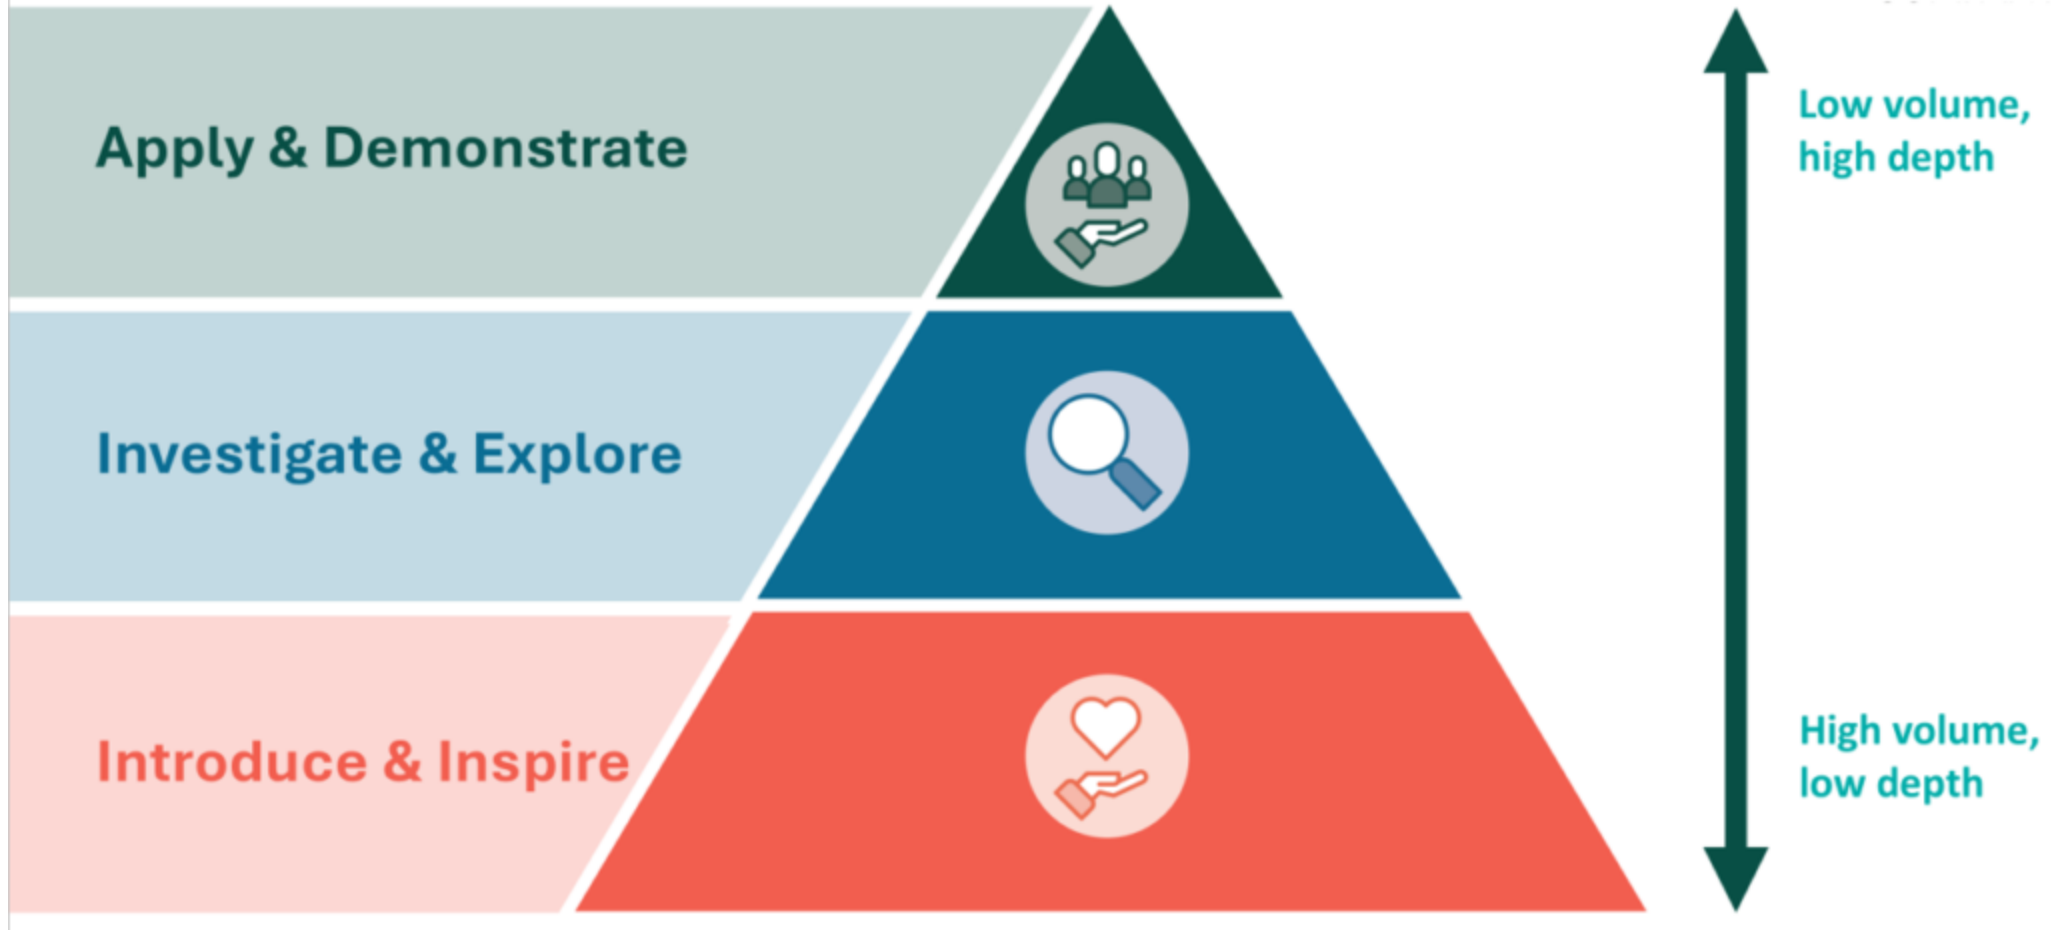 Apply & Demonstrate
Low volume,
high depth
Investigate & Explore
Introduce & Inspire
High volume,
low depth